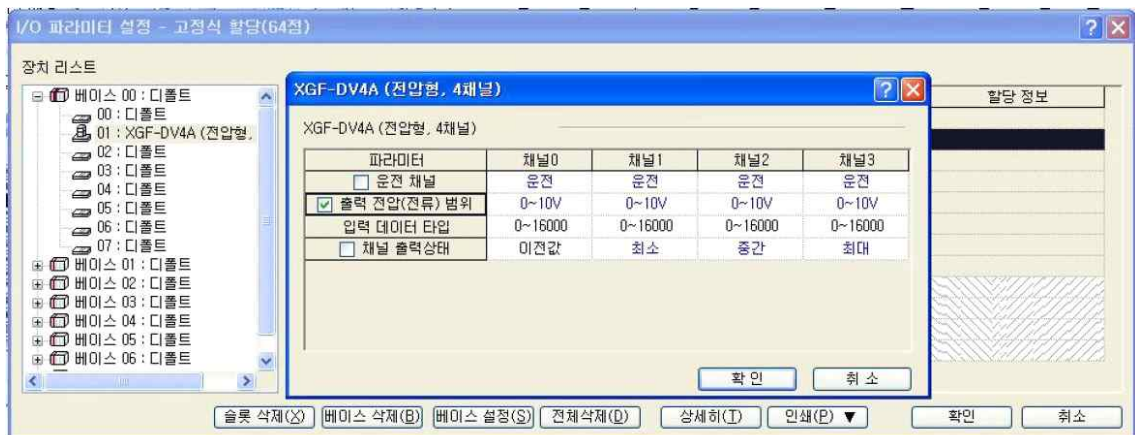 I/O 파라미터 설정 - 고정식 할당(64점)
장치 리스트
베이스 00 : 디폴트
00 : 디폴트
01 : XGF-DV4A (전압형,
02 : 디폴트
03 : 디폴트
04 : 디폴트
05 : 디폴트
06 : 디폴트
07 : 디폴트
베이스 01 : 디폴트
베이스 02 : 디폴트
베이스 03 : 디폴트
베이스 04 : 디폴트
베이스 05 : 디폴트
베이스 06 : 디폴트
할당 정보
XGF-DV4A (전압형, 4채널)
XGF-DV4A (전압형, 4채널)
파라미터 채널0 채널1 채널2 채널3
운전 채널 운전 운전 운전 운전
출력 전압(전류) 범위 0~10V 0~10V 0~10V 0~10V
입력 데이터 타입 0~16000 0~16000 0~16000 0~16000
채널 출력상태 이전값 최소 중간 최대
확인 취소
슬롯 삭제(X) 베이스 삭제(B) 베이스 설정(S) 전체삭제(D) 상세히(T) 인쇄(P) ▼ 확인 취소